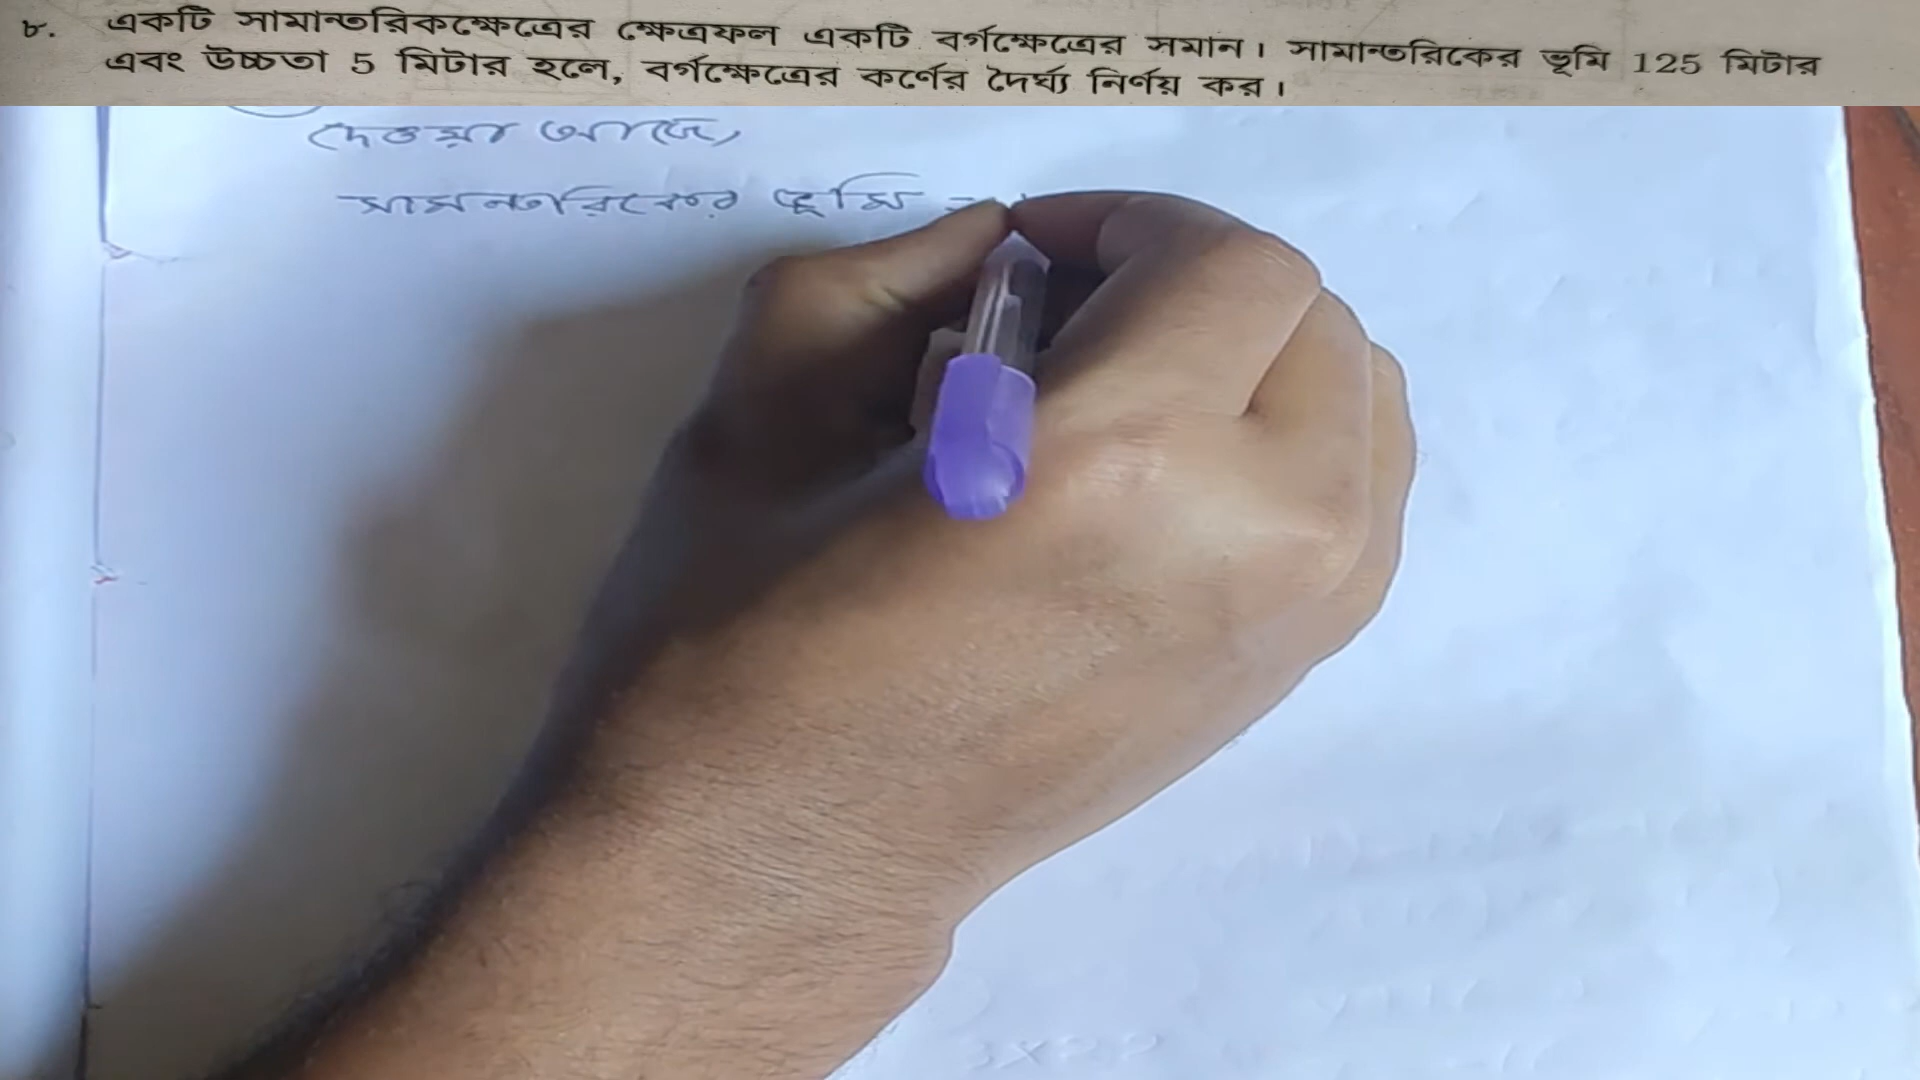 ৮. একটি সামান্তরিকক্ষেত্রের ক্ষেত্রফল একটি বর্গক্ষেত্রের সমান। সামান্তরিকের ভূমি 125 মিটার
এবং উচ্চতা 5 মিটার হলে, বর্গক্ষেত্রের কর্ণের দৈর্ঘ্য নির্ণয় কর।
দেওয়া আছে,
সামন্তরিকের ভূমি =